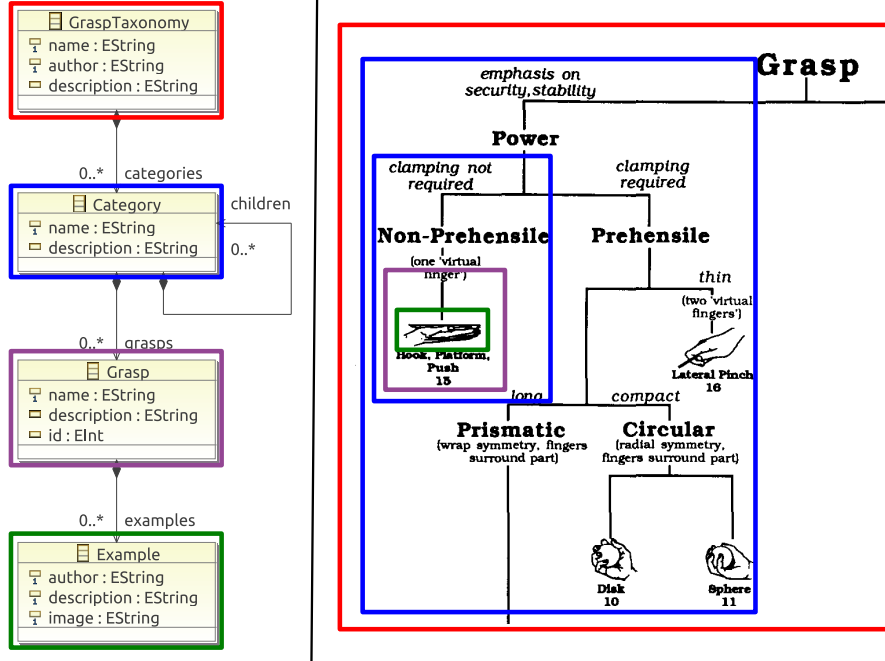 GraspTaxonomy
name : EString
author : EString
description : EString
0..* categories
Category
name : EString
description : EString
children
0..*
0..* grasps
Grasp
name : EString
description : EString
id : EInt
0..* examples
Example
author : EString
description : EString
image : EString
Grasp
emphasis on
security,stability
Power
clamping not
required
clamping
required
Non-Prehensile
(one 'virtual
finger')
Prehensile
thin
(two 'virtual
fingers')
Hook, Platform,
Push
15
Lateral Pinch
16
long
compact
Prismatic
(wrap symmetry, fingers
surround part)
Circular
(radial symmetry,
fingers surround part)
Disk
10
Sphere
11